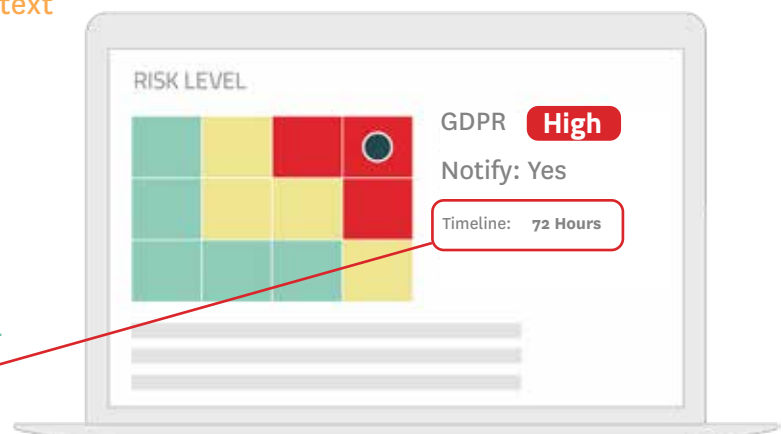 text
RISK LEVEL
GDPR High
Notify: Yes
Timeline: 72 Hours